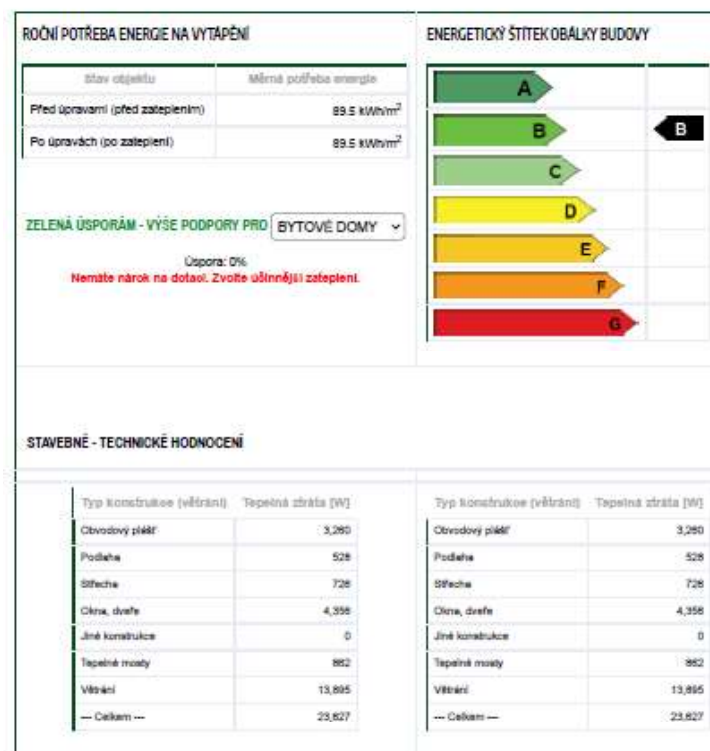 ROČNÍ POTŘEBA ENERGIE NA VYTÁPĚNÍ
Stav objektu Měrná potřeba energie
Před úpravami (před zateplením) 89.5 kWh/m²
Po úpravách (po zateplení) 89.5 kWh/m²
ZELENÁ ÚSPORÁM - VÝŠE PODPORY PRO BYTOVÉ DOMY
Úspora: 0%
Nemáte nárok na dotaci. Zvolte účinnější zateplení.
ENERGETICKÝ ŠTÍTEK OBÁLKY BUDOVY
A
B B
C
D
E
F
G
STAVEBNĚ - TECHNICKÉ HODNOCENÍ
Typ konstrukce (větrání) Tepelná ztráta [W]
Obvodový plášť 3,260
Podlaha 528
Střecha 726
Okna, dveře 4,356
Jiné konstrukce 0
Tepelné mosty 862
Větrání 13,895
--- Celkem --- 23,627
Typ konstrukce (větrání) Tepelná ztráta [W]
Obvodový plášť 3,260
Podlaha 528
Střecha 726
Okna, dveře 4,356
Jiné konstrukce 0
Tepelné mosty 862
Větrání 13,895
--- Celkem --- 23,627